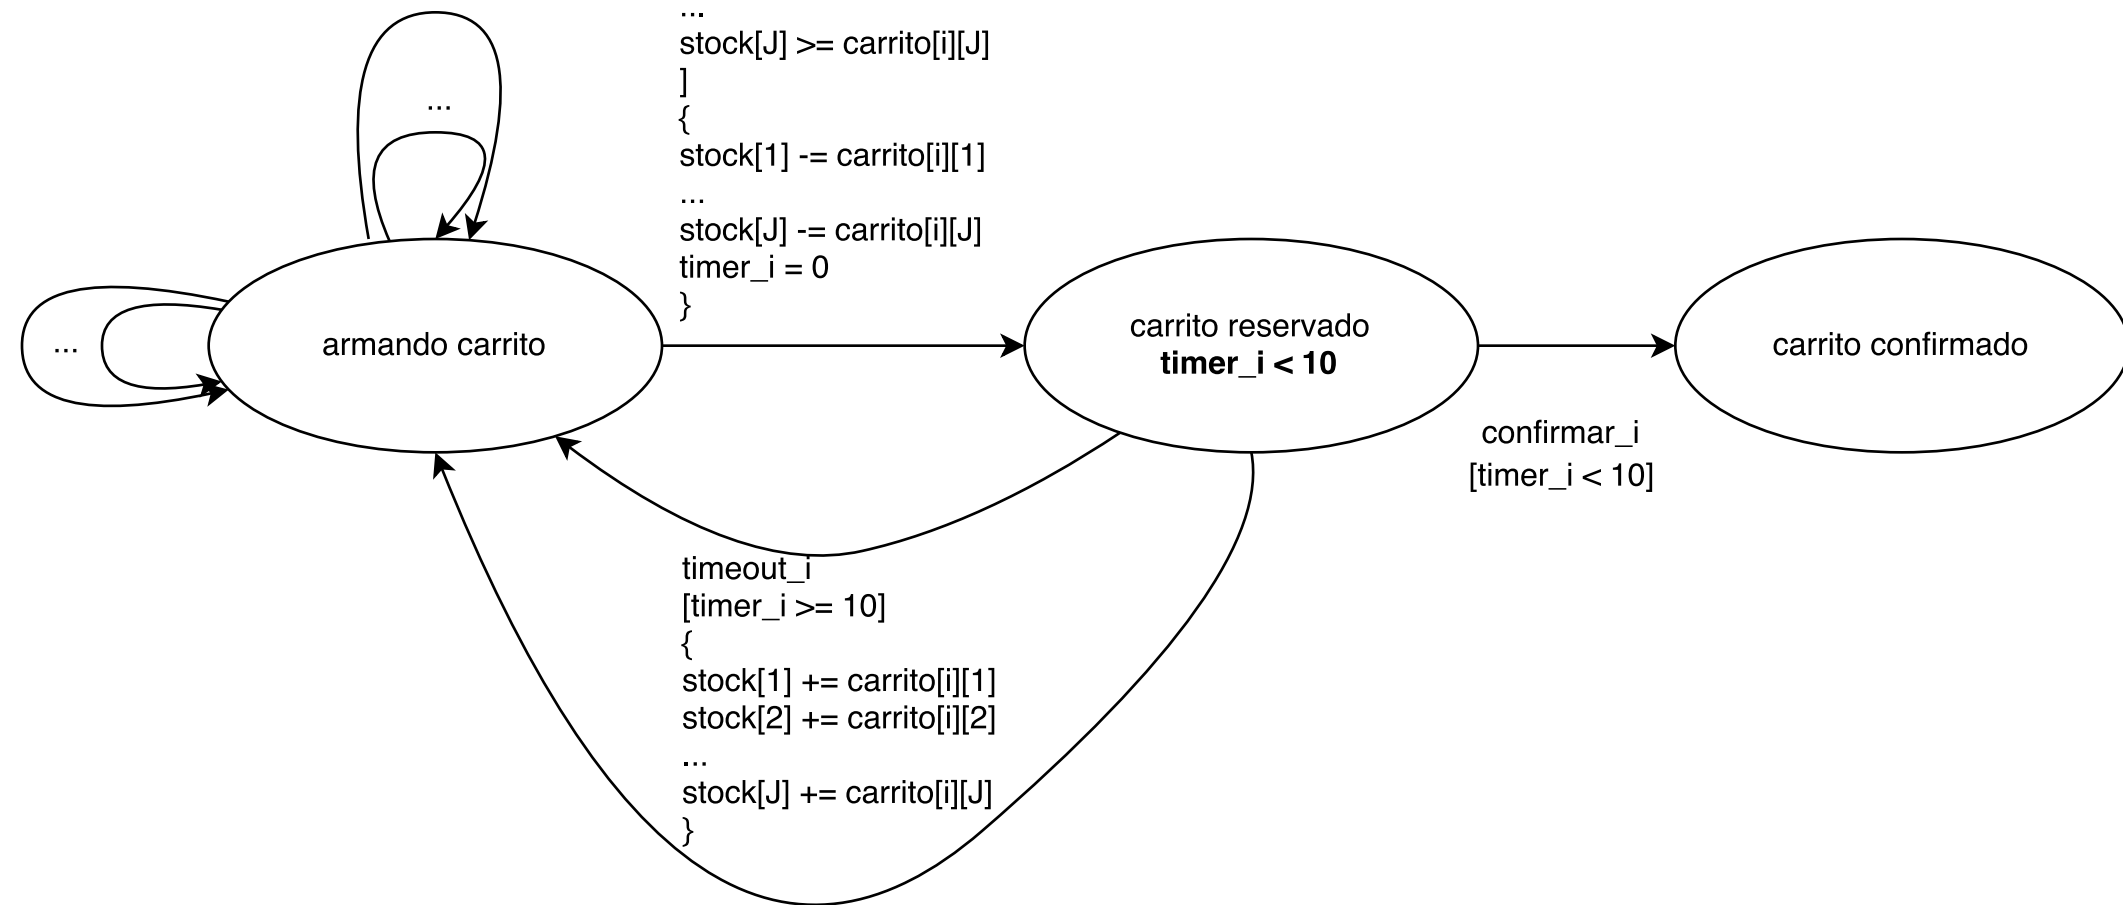 ...
stock[J] >= carrito[i][J]
]
{
stock[1] -= carrito[i][1]
...
stock[J] -= carrito[i][J]
timer_i = 0
}
...
...
armando carrito
carrito reservado
timer_i < 10
carrito confirmado
confirmar_i
[timer_i < 10]
timeout_i
[timer_i >= 10]
{
stock[1] += carrito[i][1]
stock[2] += carrito[i][2]
...
stock[J] += carrito[i][J]
}